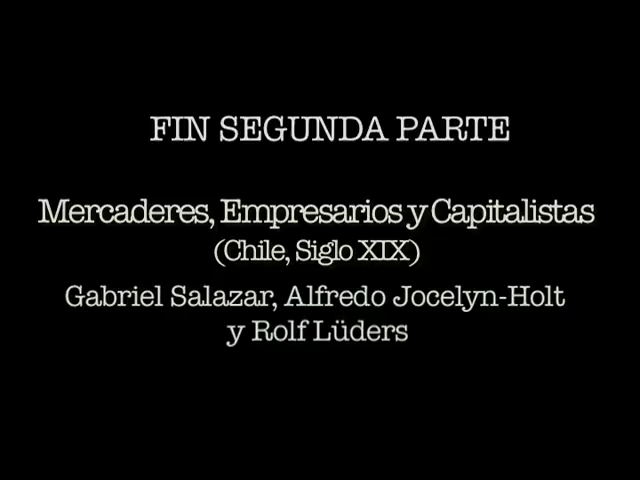 FIN SEGUNDA PARTE
Mercaderes, Empresarios y Capitalistas
(Chile, Siglo XIX)
Gabriel Salazar, Alfredo Jocelyn-Holt
y Rolf Lüders